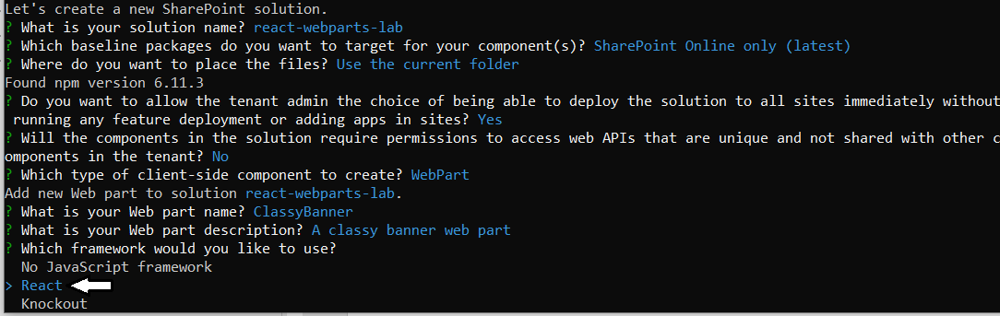 Let's create a new SharePoint solution.
? What is your solution name? react-webparts-lab
? Which baseline packages do you want to target for your component(s)? SharePoint Online only (latest)
? Where do you want to place the files? Use the current folder
Found npm version 6.11.3
? Do you want to allow the tenant admin the choice of being able to deploy the solution to all sites immediately without
running any feature deployment or adding apps in sites? Yes
? Will the components in the solution require permissions to access web APIs that are unique and not shared with other c
omponents in the tenant? No
? Which type of client-side component to create? WebPart
Add new Web part to solution react-webparts-lab.
? What is your Web part name? ClassyBanner
? What is your Web part description? A classy banner web part
? Which framework would you like to use?
No JavaScript framework
> React
Knockout